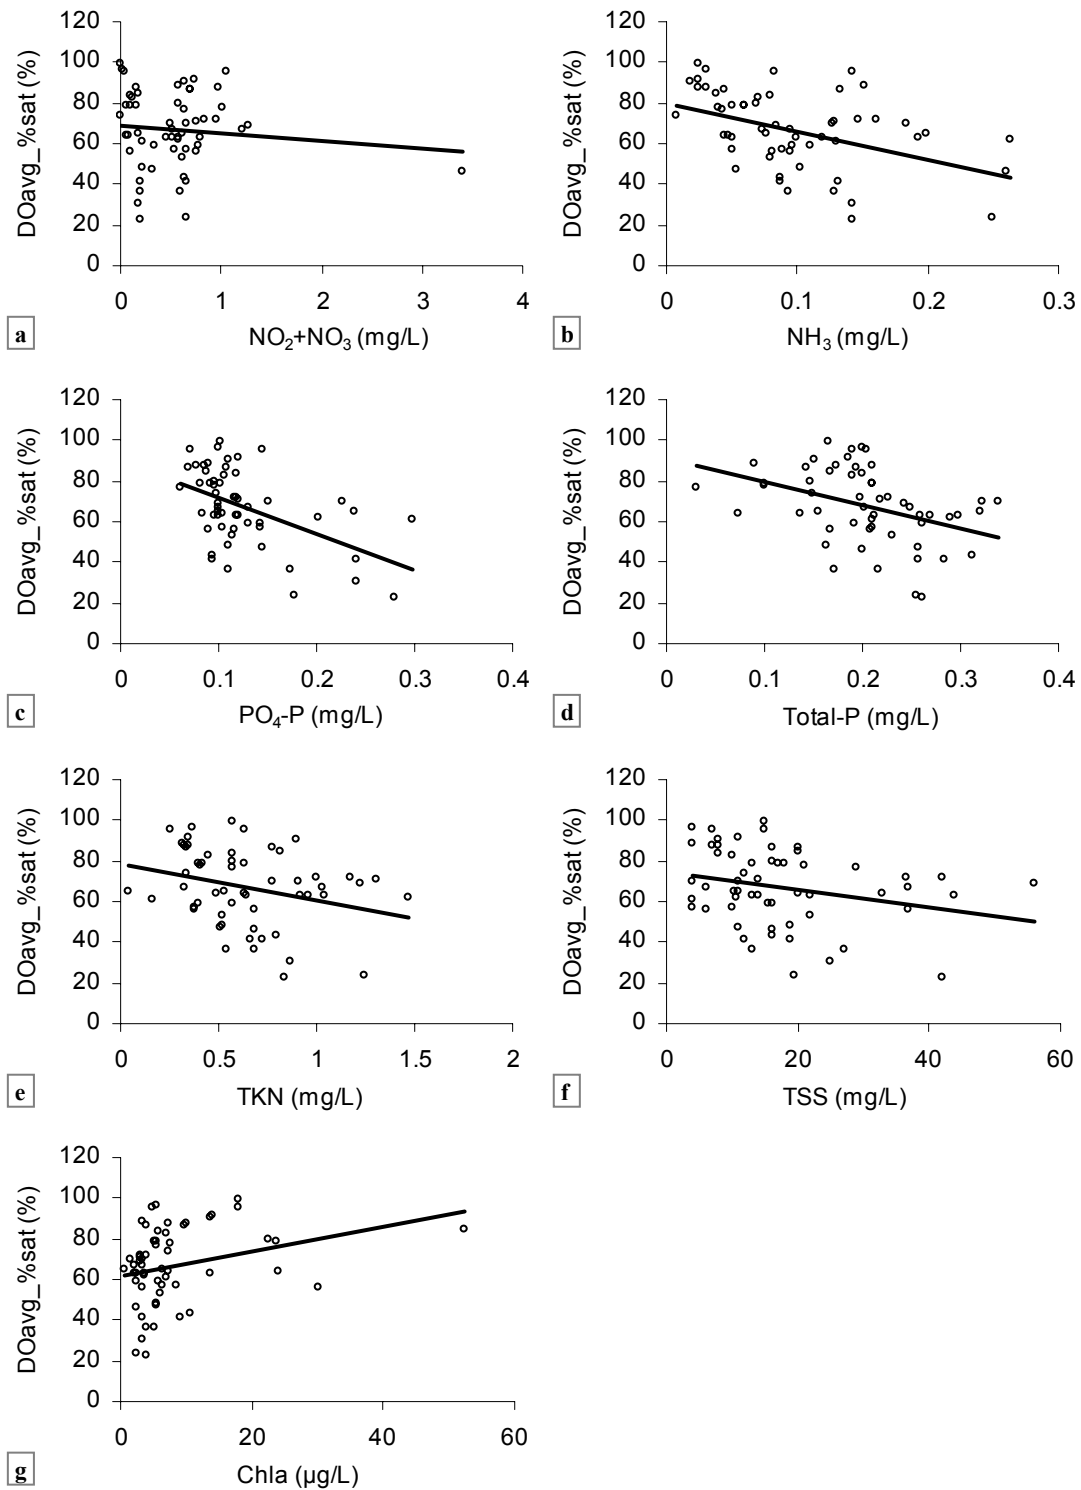 120
100
80
60
40
20
0
DOavg_%sat (%)
0 1 2 3 4
NO₂+NO₃ (mg/L)
a
120
100
80
60
40
20
0
DOavg_%sat (%)
0 0.1 0.2 0.3
NH₃ (mg/L)
b
120
100
80
60
40
20
0
DOavg_%sat (%)
0 0.1 0.2 0.3 0.4
PO₄-P (mg/L)
c
120
100
80
60
40
20
0
DOavg_%sat (%)
0 0.1 0.2 0.3 0.4
Total-P (mg/L)
d
120
100
80
60
40
20
0
DOavg_%sat (%)
0 0.5 1 1.5 2
TKN (mg/L)
e
120
100
80
60
40
20
0
DOavg_%sat (%)
0 20 40 60
TSS (mg/L)
f
120
100
80
60
40
20
0
DOavg_%sat (%)
0 20 40 60
Chla (µg/L)
g